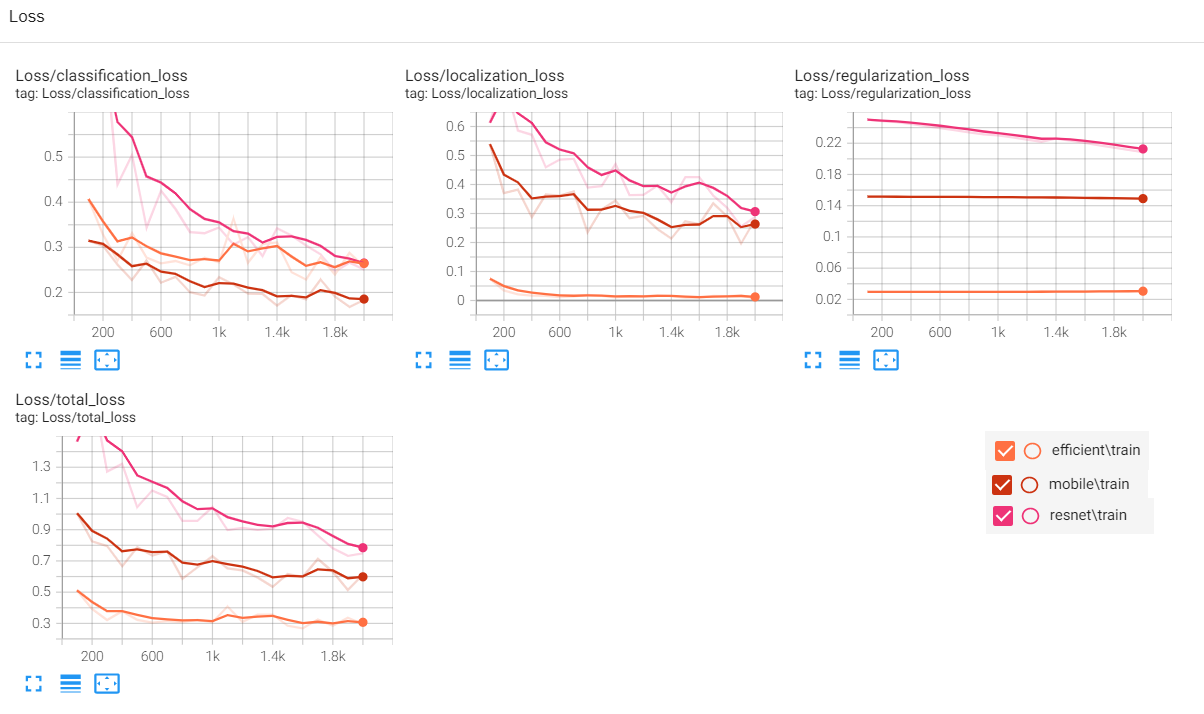 Loss
Loss/classification_loss
tag: Loss/classification_loss
0.5
0.4
0.3
0.2
200 600 1k 1.4k 1.8k
Loss/localization_loss
tag: Loss/localization_loss
0.6
0.5
0.4
0.3
0.2
0.1
0
200 600 1k 1.4k 1.8k
Loss/regularization_loss
tag: Loss/regularization_loss
0.22
0.18
0.14
0.1
0.06
0.02
200 600 1k 1.4k 1.8k
Loss/total_loss
tag: Loss/total_loss
1.3
1.1
0.9
0.7
0.5
0.3
200 600 1k 1.4k 1.8k
efficient\train
mobile\train
resnet\train